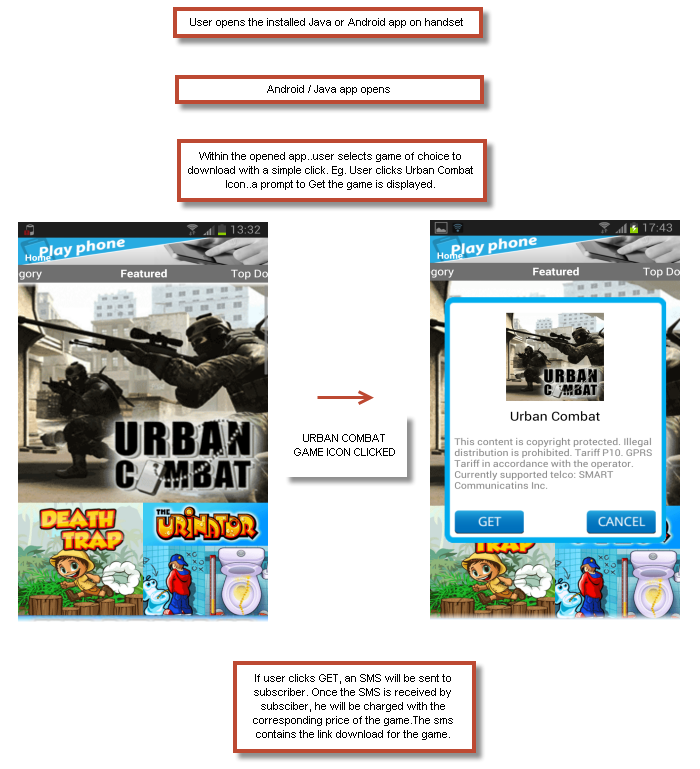 User opens the installed Java or Android app on handset
Android / Java app opens
Within the opened app..user selects game of choice to
download with a simple click. Eg. User clicks Urban Combat
Icon..a prompt to Get the game is displayed.
13:32
Play phone
Home
gory Featured Top Do
URBAN
COMBAT
DEATH
TRAP
THE
URINATOR
URBAN COMBAT
GAME ICON CLICKED
17:43
Play phone
Home
gory Featured Top Do
URBAN
COMBAT
Urban Combat
This content is copyright protected. Illegal
distribution is prohibited. Tariff P10. GPRS
Tariff in accordance with the operator.
Currently supported telco: SMART
Communicatins Inc.
GET CANCEL
TRAP
If user clicks GET, an SMS will be sent to
subscriber. Once the SMS is received by
subsciber, he will be charged with the
corresponding price of the game.The sms
contains the link download for the game.